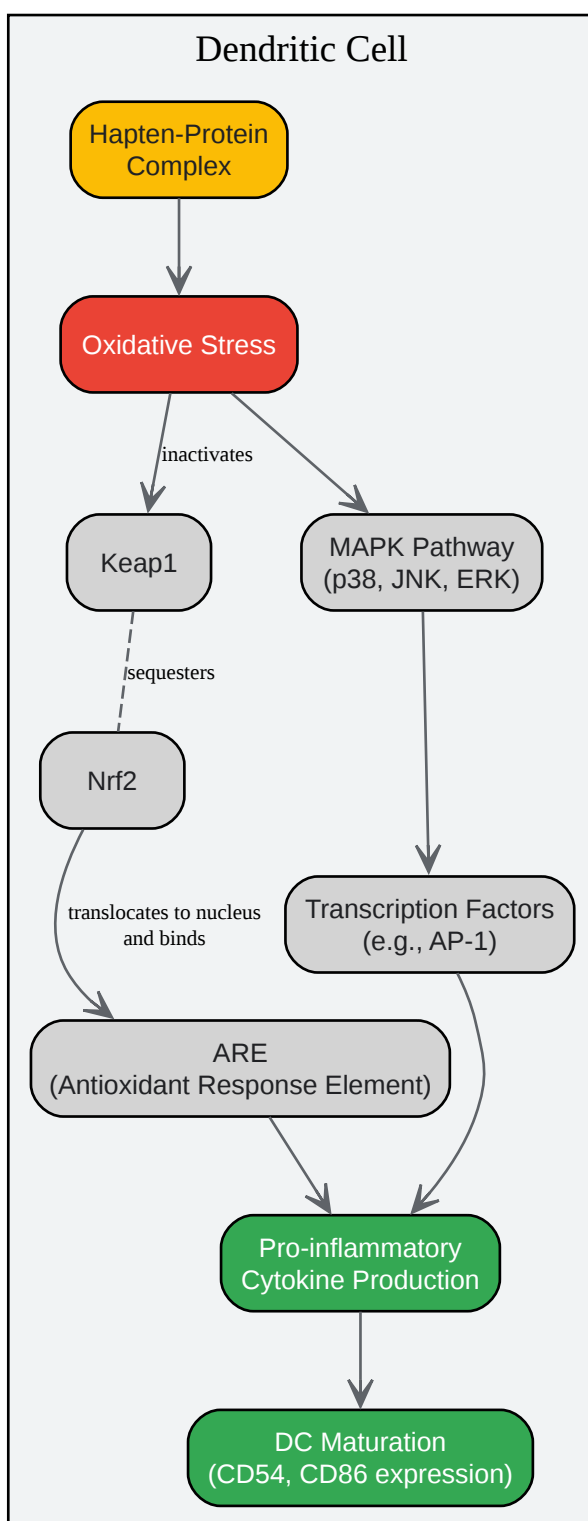 Dendritic Cell
Hapten-Protein
Complex
Oxidative Stress
inactivates
Keap1
MAPK Pathway
(p38, JNK, ERK)
sequesters
Nrf2
translocates to nucleus
and binds
Transcription Factors
(e.g., AP-1)
ARE
(Antioxidant Response Element)
Pro-inflammatory
Cytokine Production
DC Maturation
(CD54, CD86 expression)